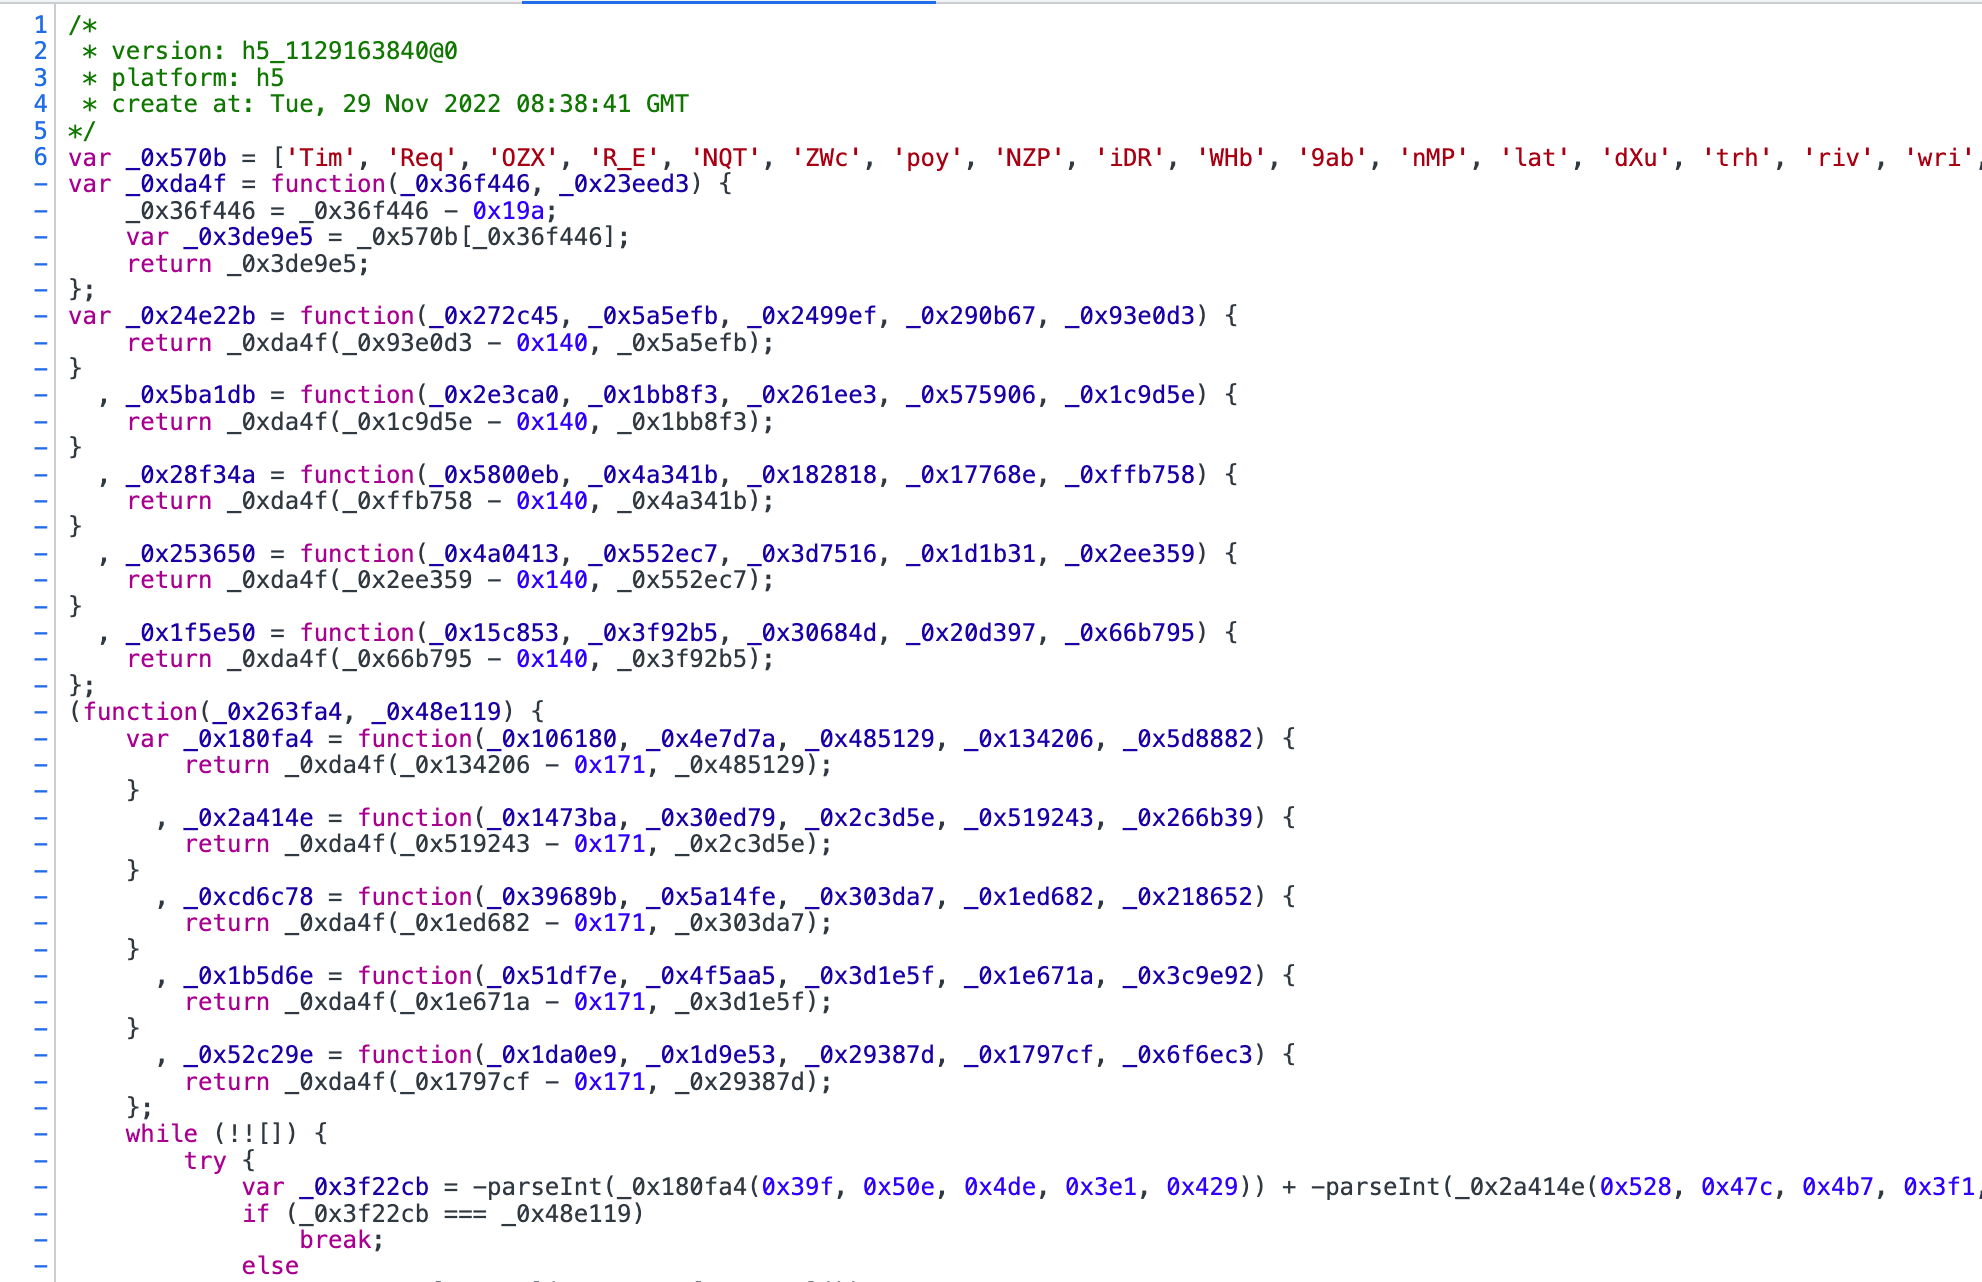 1 /*
2  * version: h5_1129163840@0
3  * platform: h5
4  * create at: Tue, 29 Nov 2022 08:38:41 GMT
5 */
6 var _0x570b = ['Tim', 'Req', 'OZX', 'R_E', 'NQT', 'ZWc', 'poy', 'NZP', 'iDR', 'WHb', '9ab', 'nMP', 'lat', 'dXu', 'trh', 'riv', 'wri',
– var _0xda4f = function(_0x36f446, _0x23eed3) {
–     _0x36f446 = _0x36f446 - 0x19a;
–     var _0x3de9e5 = _0x570b[_0x36f446];
–     return _0x3de9e5;
– };
– var _0x24e22b = function(_0x272c45, _0x5a5efb, _0x2499ef, _0x290b67, _0x93e0d3) {
–     return _0xda4f(_0x93e0d3 - 0x140, _0x5a5efb);
– }
–   , _0x5ba1db = function(_0x2e3ca0, _0x1bb8f3, _0x261ee3, _0x575906, _0x1c9d5e) {
–     return _0xda4f(_0x1c9d5e - 0x140, _0x1bb8f3);
– }
–   , _0x28f34a = function(_0x5800eb, _0x4a341b, _0x182818, _0x17768e, _0xffb758) {
–     return _0xda4f(_0xffb758 - 0x140, _0x4a341b);
– }
–   , _0x253650 = function(_0x4a0413, _0x552ec7, _0x3d7516, _0x1d1b31, _0x2ee359) {
–     return _0xda4f(_0x2ee359 - 0x140, _0x552ec7);
– }
–   , _0x1f5e50 = function(_0x15c853, _0x3f92b5, _0x30684d, _0x20d397, _0x66b795) {
–     return _0xda4f(_0x66b795 - 0x140, _0x3f92b5);
– };
– (function(_0x263fa4, _0x48e119) {
–     var _0x180fa4 = function(_0x106180, _0x4e7d7a, _0x485129, _0x134206, _0x5d8882) {
–         return _0xda4f(_0x134206 - 0x171, _0x485129);
–     }
–       , _0x2a414e = function(_0x1473ba, _0x30ed79, _0x2c3d5e, _0x519243, _0x266b39) {
–         return _0xda4f(_0x519243 - 0x171, _0x2c3d5e);
–     }
–       , _0xcd6c78 = function(_0x39689b, _0x5a14fe, _0x303da7, _0x1ed682, _0x218652) {
–         return _0xda4f(_0x1ed682 - 0x171, _0x303da7);
–     }
–       , _0x1b5d6e = function(_0x51df7e, _0x4f5aa5, _0x3d1e5f, _0x1e671a, _0x3c9e92) {
–         return _0xda4f(_0x1e671a - 0x171, _0x3d1e5f);
–     }
–       , _0x52c29e = function(_0x1da0e9, _0x1d9e53, _0x29387d, _0x1797cf, _0x6f6ec3) {
–         return _0xda4f(_0x1797cf - 0x171, _0x29387d);
–     };
–     while (!![]) {
–         try {
–             var _0x3f22cb = -parseInt(_0x180fa4(0x39f, 0x50e, 0x4de, 0x3e1, 0x429)) + -parseInt(_0x2a414e(0x528, 0x47c, 0x4b7, 0x3f1,
–             if (_0x3f22cb === _0x48e119)
–                 break;
–             else